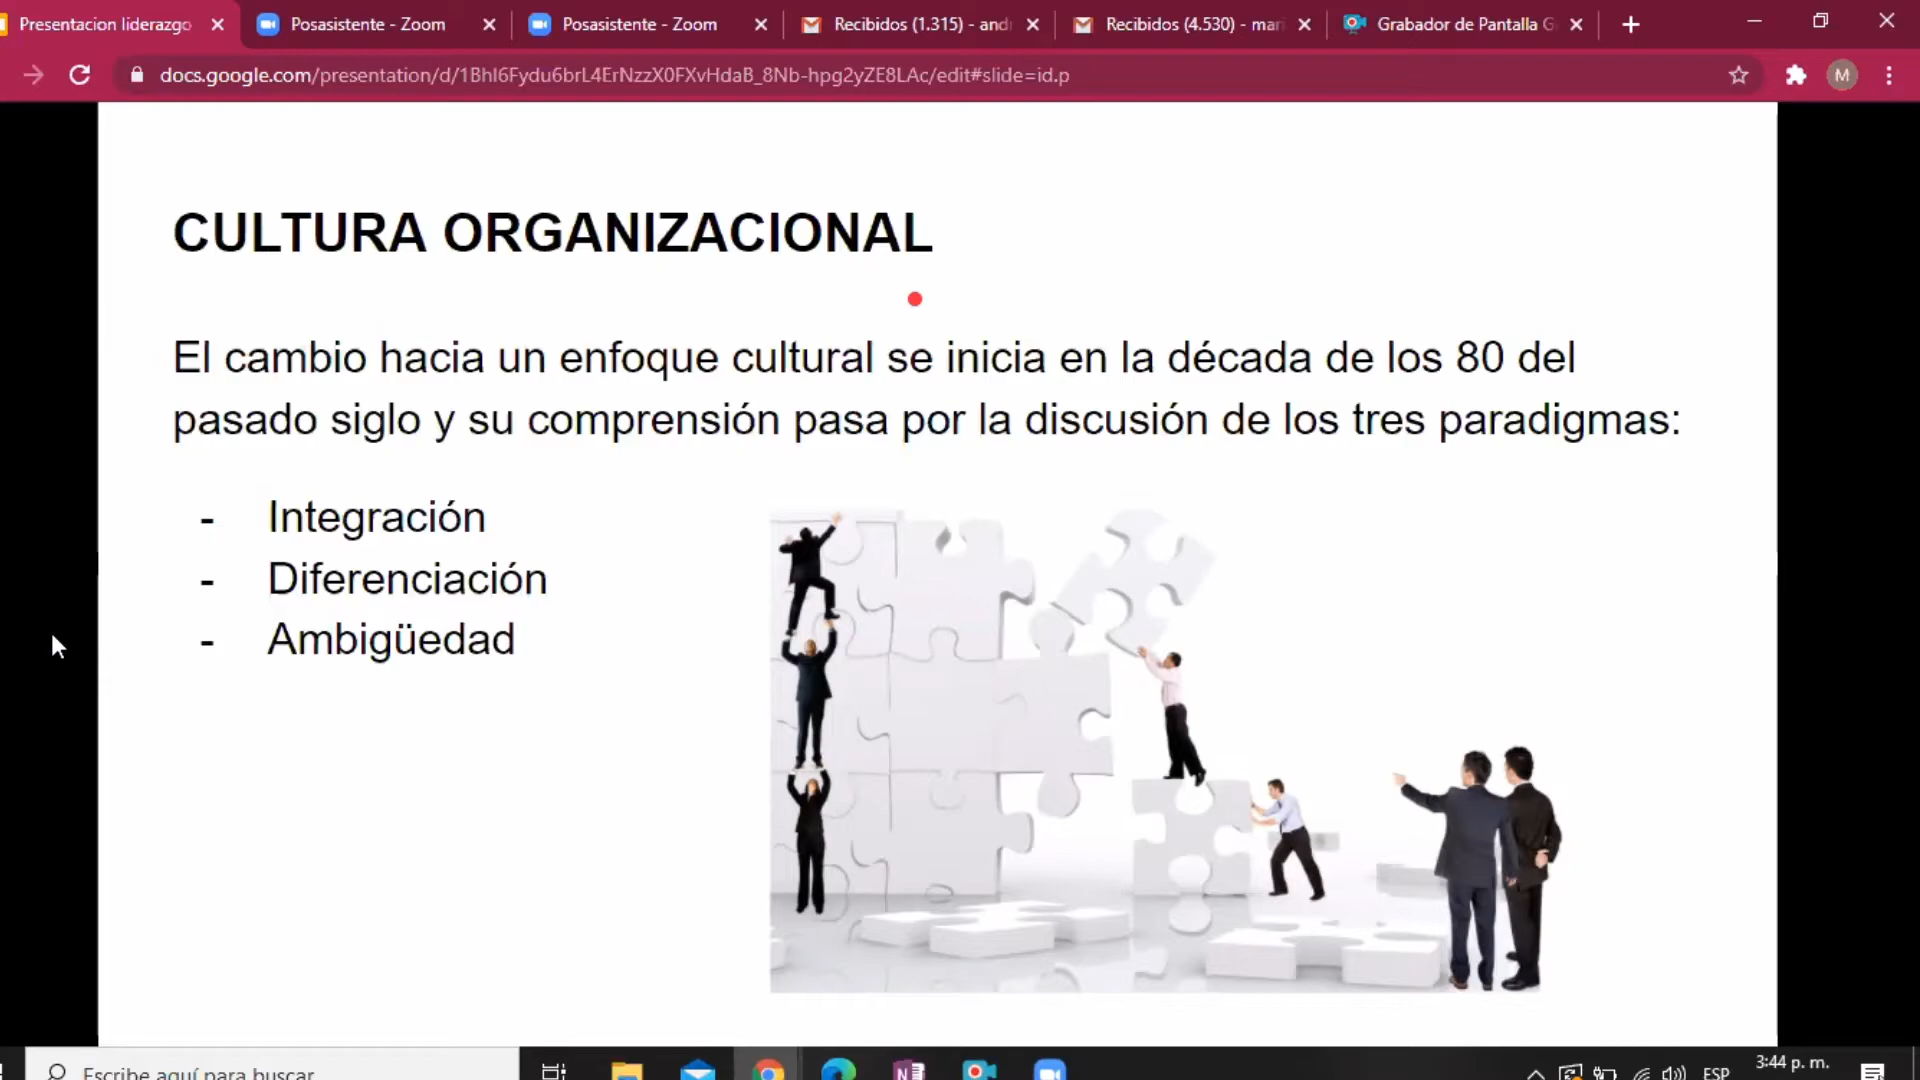 Presentacion liderazgo
Posasistente - Zoom
Posasistente - Zoom
Recibidos (1.315) - and
Recibidos (4.530) - mari
Grabador de Pantalla G
docs.google.com/presentation/d/1Bhl6Fydu6brL4ErNzzX0FXvHdaB_8Nb-hpg2yZE8LAc/edit#slide=id.p
M
CULTURA ORGANIZACIONAL
El cambio hacia un enfoque cultural se inicia en la década de los 80 del
pasado siglo y su comprensión pasa por la discusión de los tres paradigmas:
- Integración
- Diferenciación
- Ambigüedad
Escribe aquí para buscar
N
ESP
3:44 p. m.